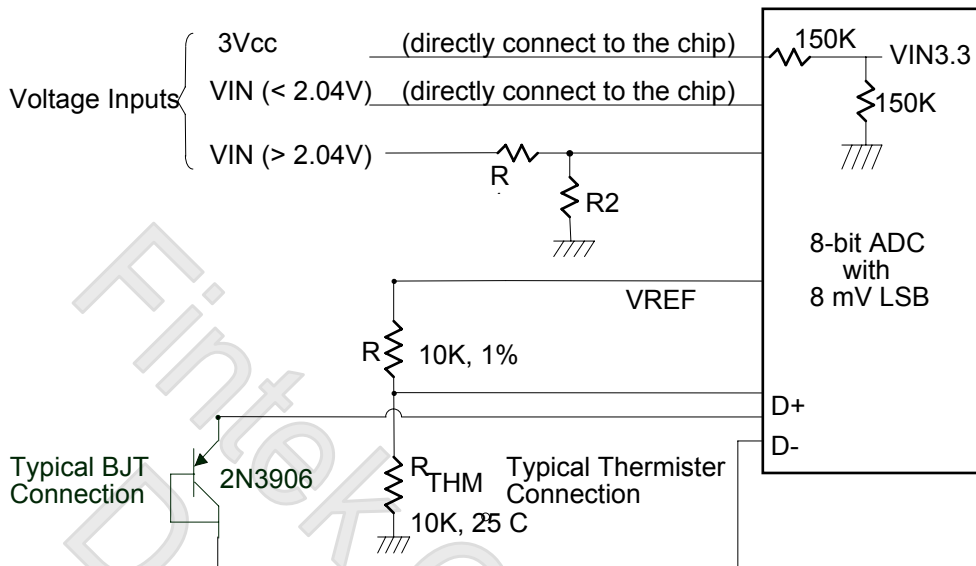 150K
3Vcc (directly connect to the chip) VIN3.3
Voltage Inputs
VIN (< 2.04V) (directly connect to the chip)
150K
VIN (> 2.04V)
R
R2
8-bit ADC
with
8 mV LSB
VREF
R 10K, 1%
D+
D-
Typical BJT
Connection
2N3906
R THM
10K, 25 C
Typical Thermister
Connection
Fintek